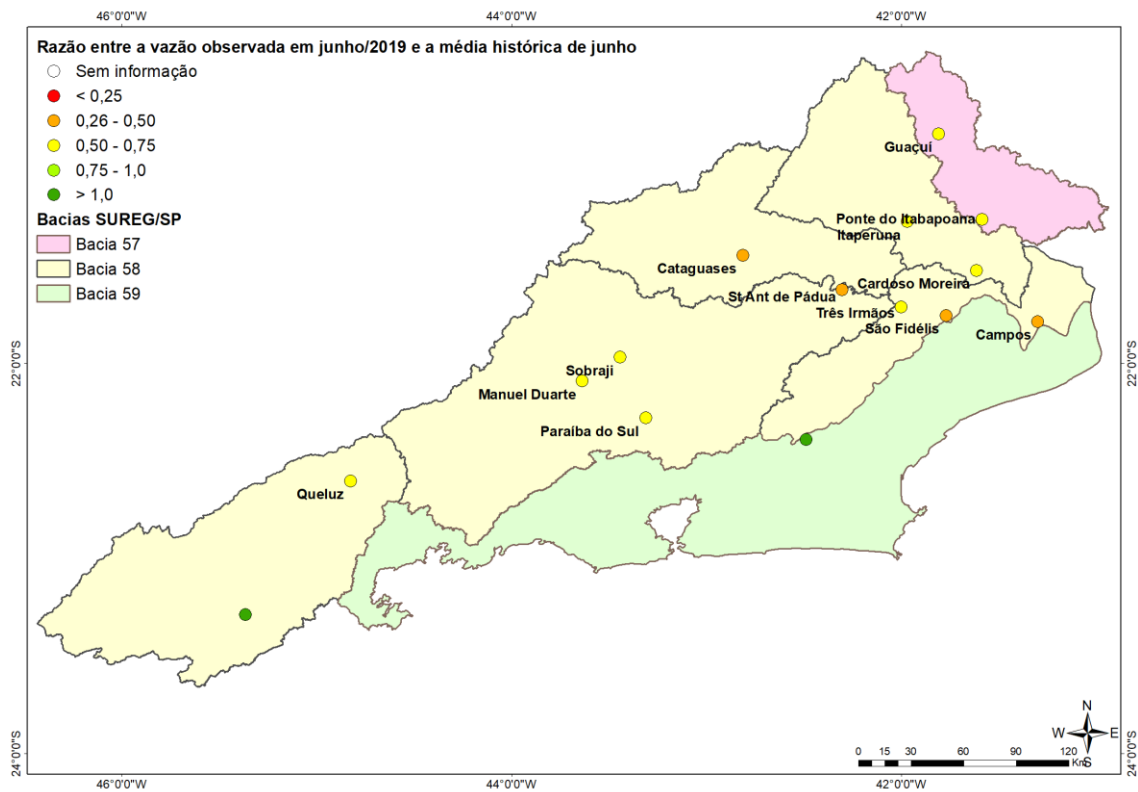 46°0'0"W
44°0'0"W
42°0'0"W
Razão entre a vazão observada em junho/2019 e a média histórica de junho
Sem informação
< 0,25
0,26 - 0,50
0,50 - 0,75
0,75 - 1,0
> 1,0
Bacias SUREG/SP
Bacia 57
Bacia 58
Bacia 59
Guaçuí
Ponte do Itabapoana
Itaperuna
Cataguases
Cardoso Moreira
St Ant de Pádua
Três Irmãos
São Fidélis
Campos
Sobraji
Manuel Duarte
Paraíba do Sul
Queluz
22°0'0"S
22°0'0"S
24°0'0"S
24°0'0"S
N
W
E
S
0 15 30 60 90 120
Km
46°0'0"W
44°0'0"W
42°0'0"W